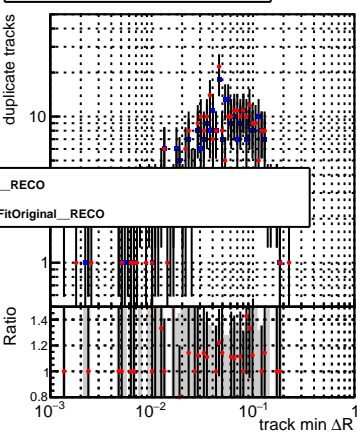 duplicate tracks
10
__RECO
FitOriginal__RECO
1
Ratio
1.4
1.2
1
0.8
10−3
10−2
10−1
1
track min ΔR